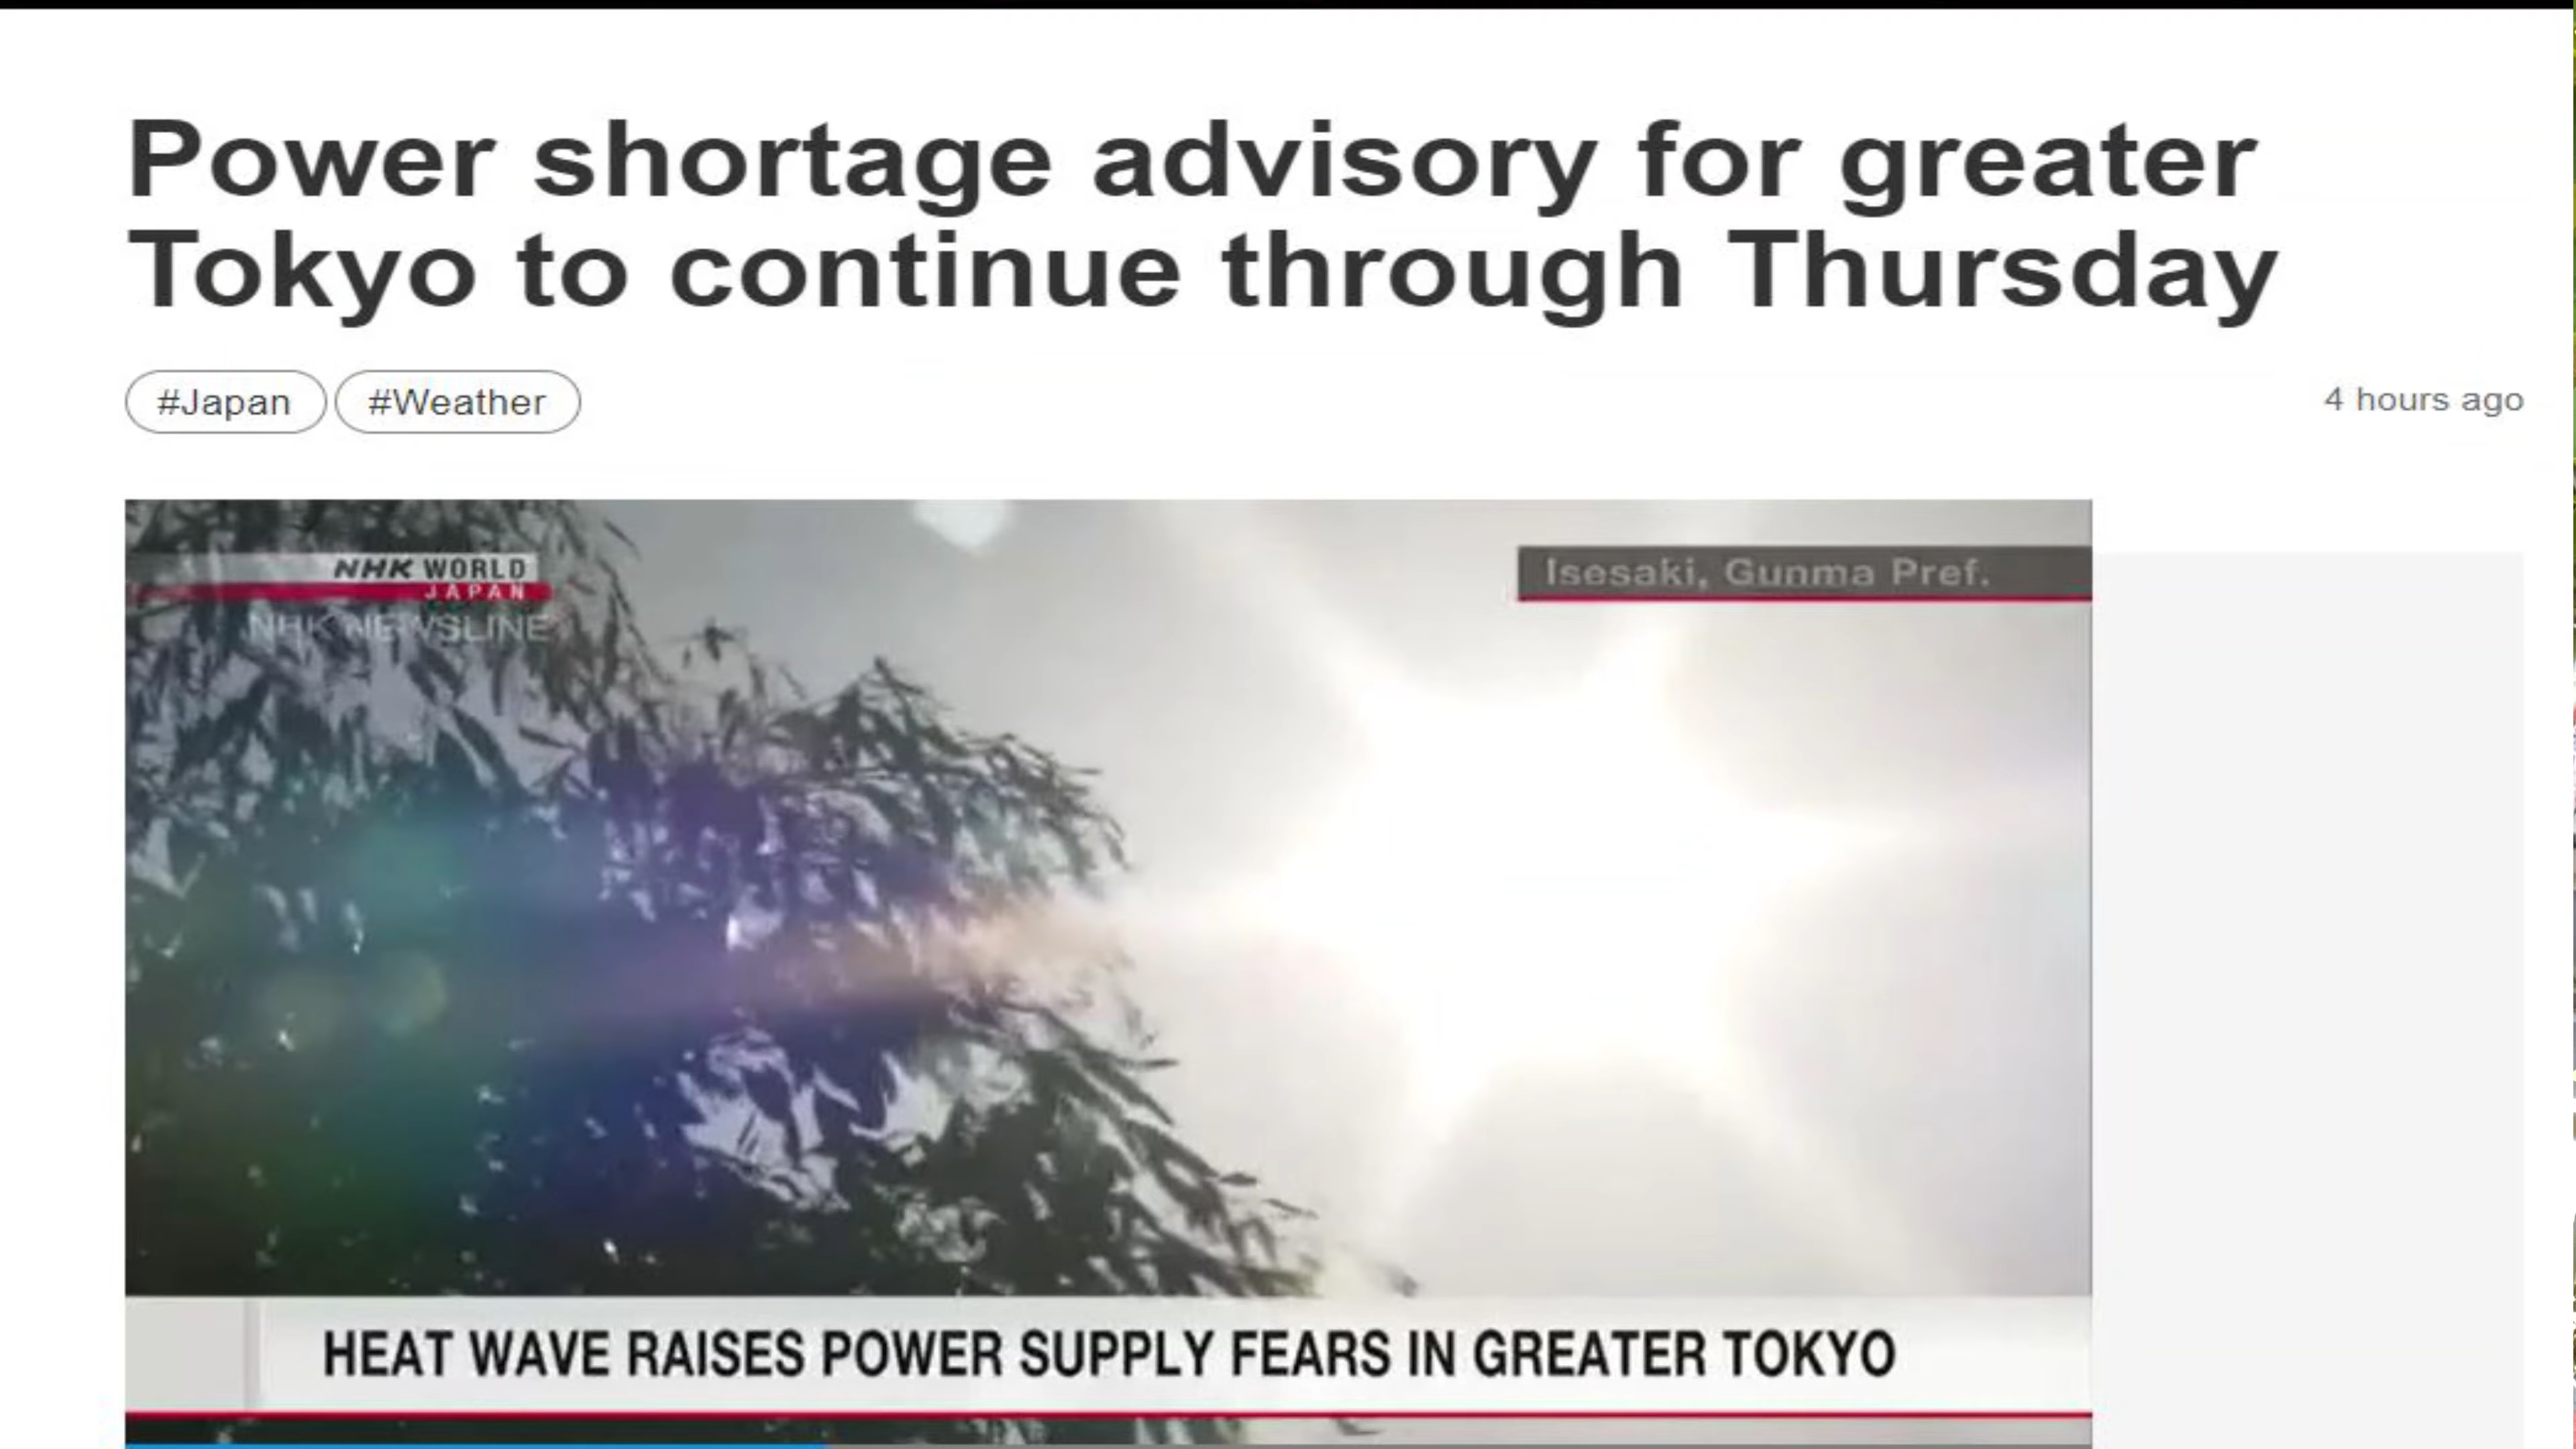 Power shortage advisory for greater
Tokyo to continue through Thursday
#Japan #Weather
4 hours ago
NHK WORLD
JAPAN
NHK NEWSLINE
Isesaki, Gunma Pref.
HEAT WAVE RAISES POWER SUPPLY FEARS IN GREATER TOKYO